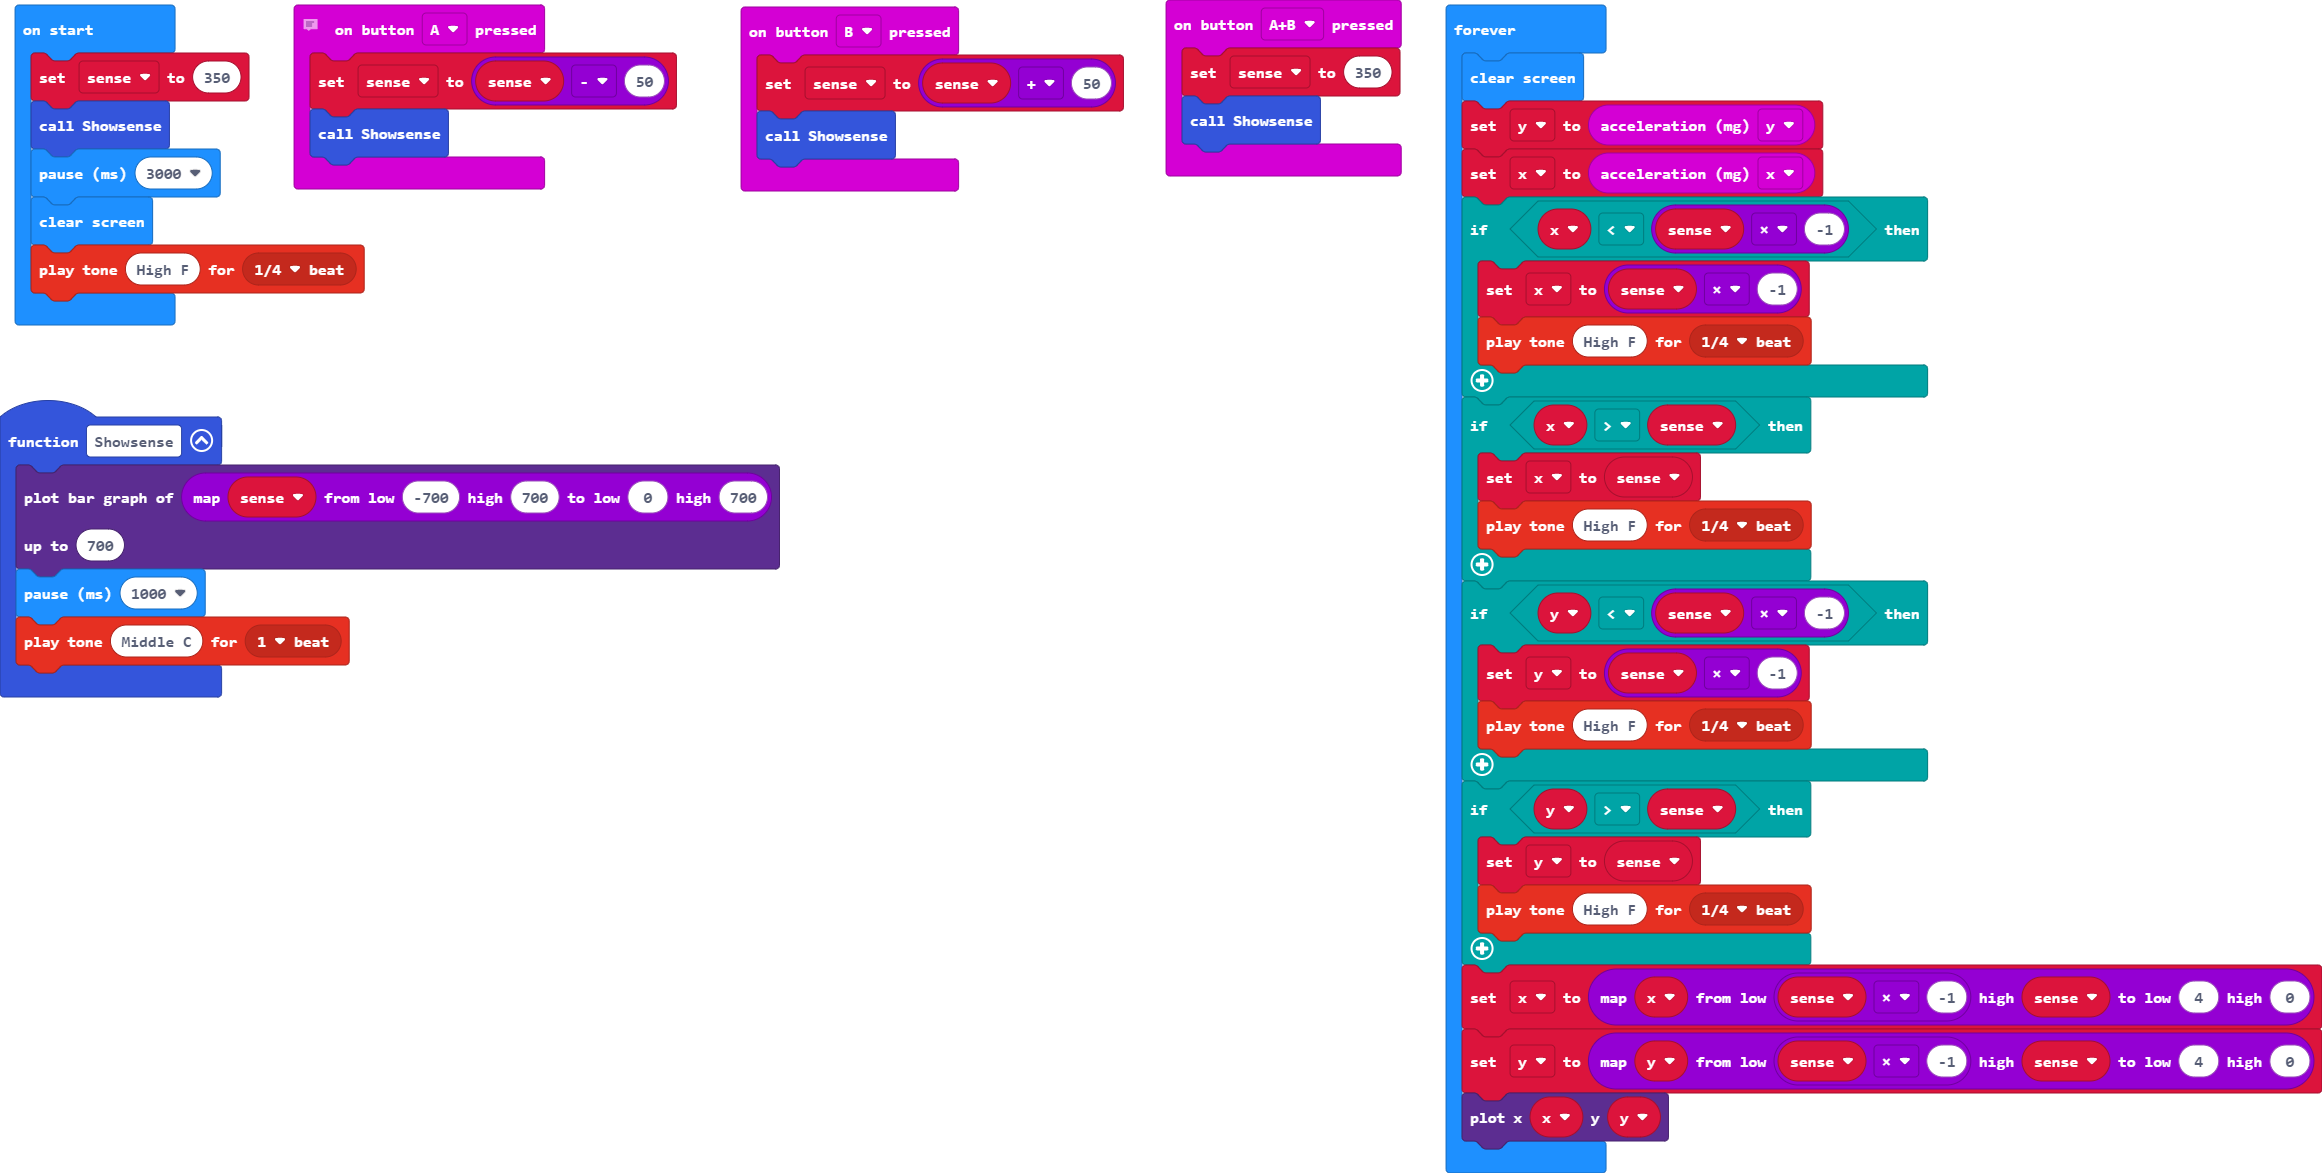 on start
set sense to 350
call Showsense
pause (ms) 3000
clear screen
play tone High F for 1/4 beat
on button A pressed
set sense to sense - 50
call Showsense
on button B pressed
set sense to sense + 50
call Showsense
on button A+B pressed
set sense to 350
call Showsense
function Showsense
plot bar graph of map sense from low -700 high 700 to low 0 high 700
up to 700
pause (ms) 1000
play tone Middle C for 1 beat
forever
clear screen
set y to acceleration (mg) y
set x to acceleration (mg) x
if x < sense × -1 then
set x to sense × -1
play tone High F for 1/4 beat
if x > sense then
set x to sense
play tone High F for 1/4 beat
if y < sense × -1 then
set y to sense × -1
play tone High F for 1/4 beat
if y > sense then
set y to sense
play tone High F for 1/4 beat
set x to map x from low sense × -1 high sense to low 4 high 0
set y to map y from low sense × -1 high sense to low 4 high 0
plot x x y y